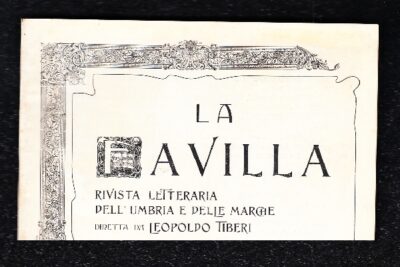 LA
FAVILLA
RIVISTA LETTERARIA
DELL'UMBRIA E DELLE MARCHE
DIRETTA DA LEOPOLDO TIBERI